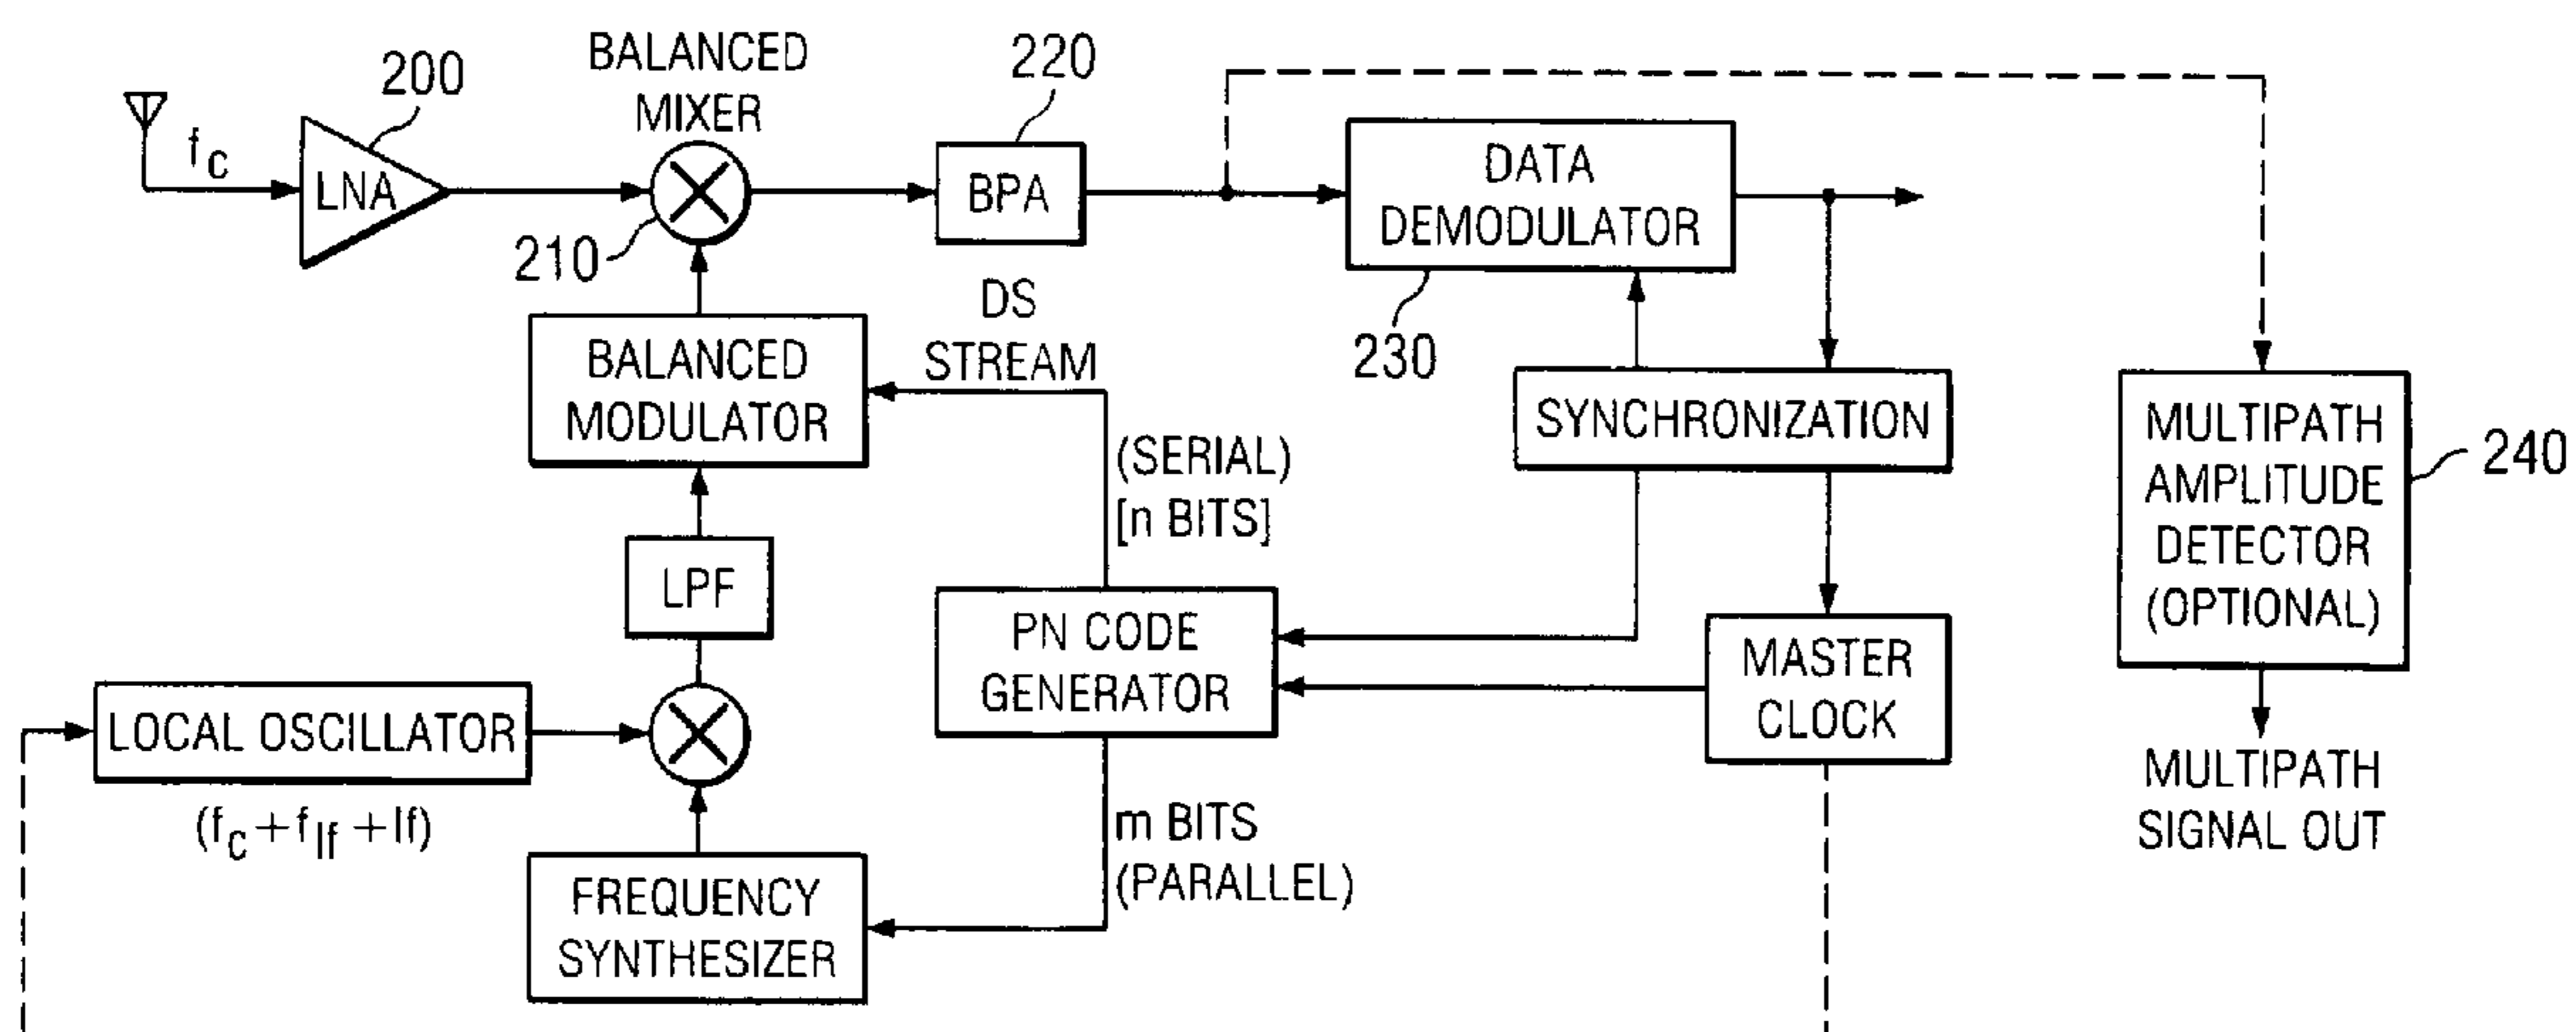 200
BALANCED
MIXER
220
f_c
LNA
BPA
DATA
DEMODULATOR
210
230
DS
STREAM
BALANCED
MODULATOR
(SERIAL)
[n BITS]
SYNCHRONIZATION
MULTIPATH
AMPLITUDE
DETECTOR
(OPTIONAL)
240
LPF
PN CODE
GENERATOR
MASTER
CLOCK
LOCAL OSCILLATOR
(f_c + f_If + If)
m BITS
(PARALLEL)
MULTIPATH
SIGNAL OUT
FREQUENCY
SYNTHESIZER